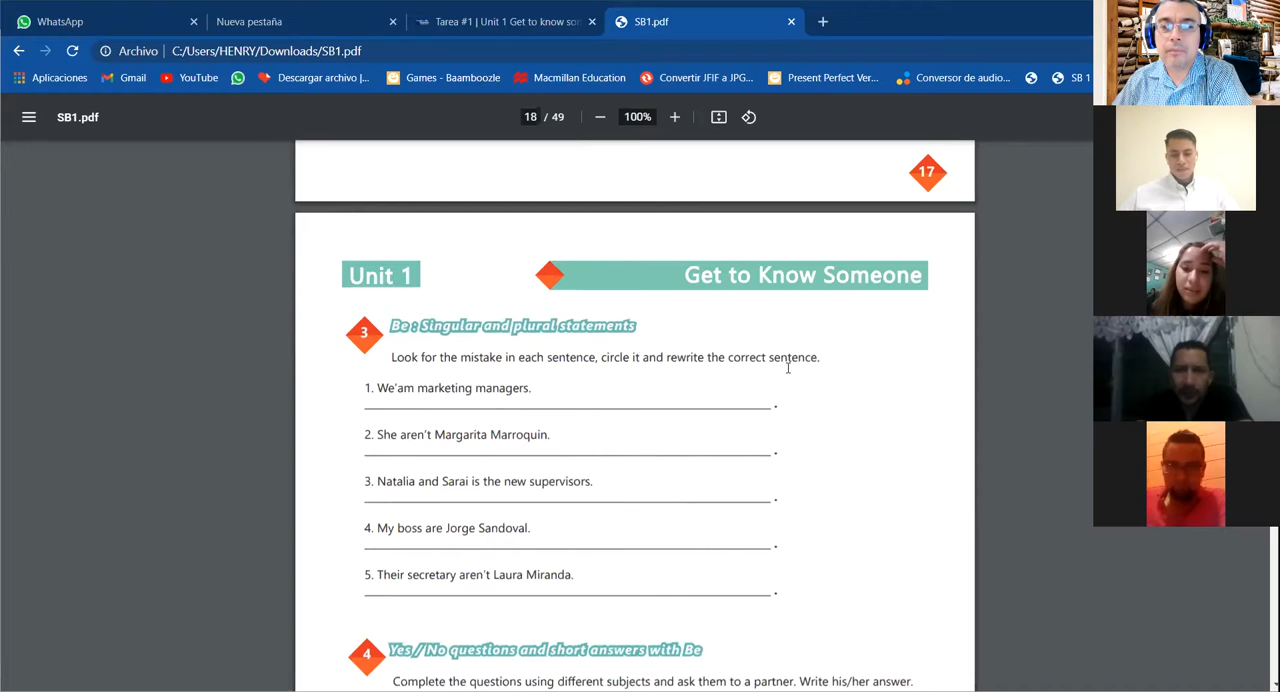 WhatsApp
Nueva pestaña
Tarea #1 | Unit 1 Get to know son
SB1.pdf
Archivo
C:/Users/HENRY/Downloads/SB1.pdf
Aplicaciones
Gmail
YouTube
Descargar archivo |...
Games - Baamboozle
Macmillan Education
Convertir JFIF a JPG...
Present Perfect Ver...
Conversor de audio...
SB 1
SB1.pdf
18 / 49
100%
17
Unit 1
Get to Know Someone
3
Be : Singular and plural statements
Look for the mistake in each sentence, circle it and rewrite the correct sentence.
1. We'am marketing managers.
.
2. She aren't Margarita Marroquin.
.
3. Natalia and Sarai is the new supervisors.
.
4. My boss are Jorge Sandoval.
.
5. Their secretary aren't Laura Miranda.
.
4
Yes / No questions and short answers with Be
Complete the questions using different subjects and ask them to a partner. Write his/her answer.